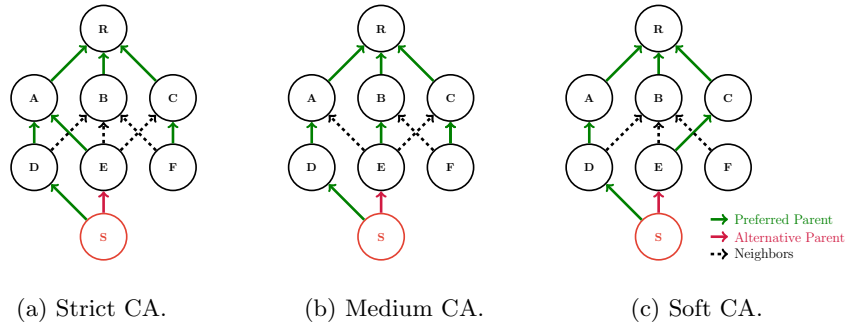 R
A
B
C
D
E
F
S
R
A
B
C
D
E
F
S
R
A
B
C
D
E
F
S
Preferred Parent
Alternative Parent
Neighbors
(a) Strict CA.
(b) Medium CA.
(c) Soft CA.